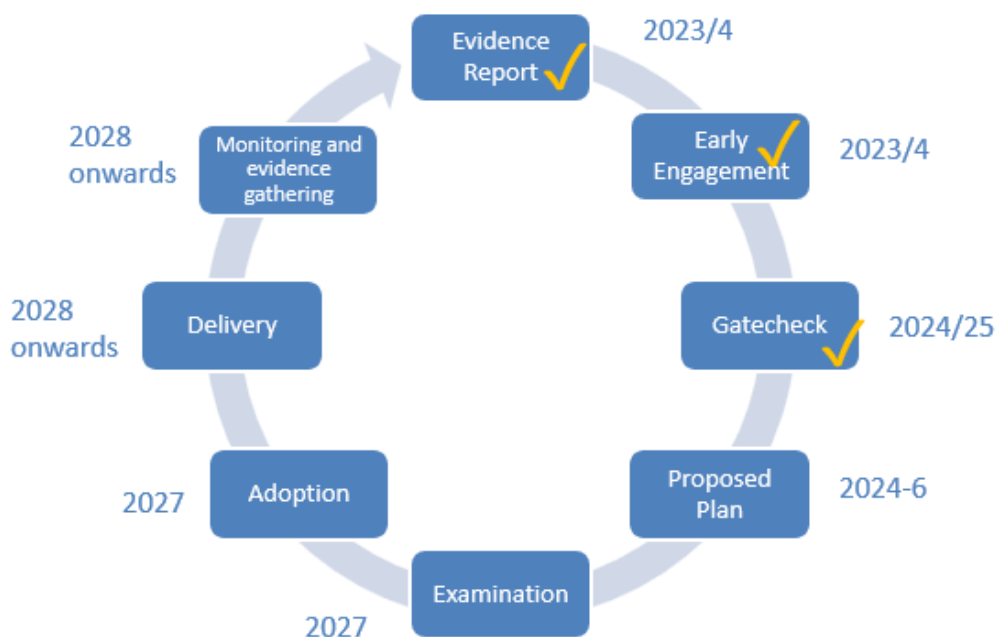 Evidence
Report
2023/4
Early
Engagement
2023/4
Gatecheck
2024/25
Proposed
Plan
2024-6
Examination
2027
Adoption
2027
Delivery
2028
onwards
Monitoring and
evidence
gathering
2028
onwards